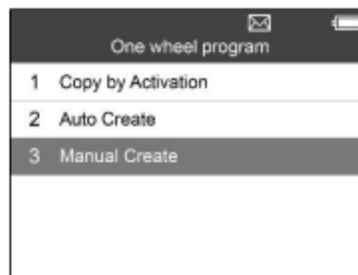 One wheel program
1 Copy by Activation
2 Auto Create
3 Manual Create